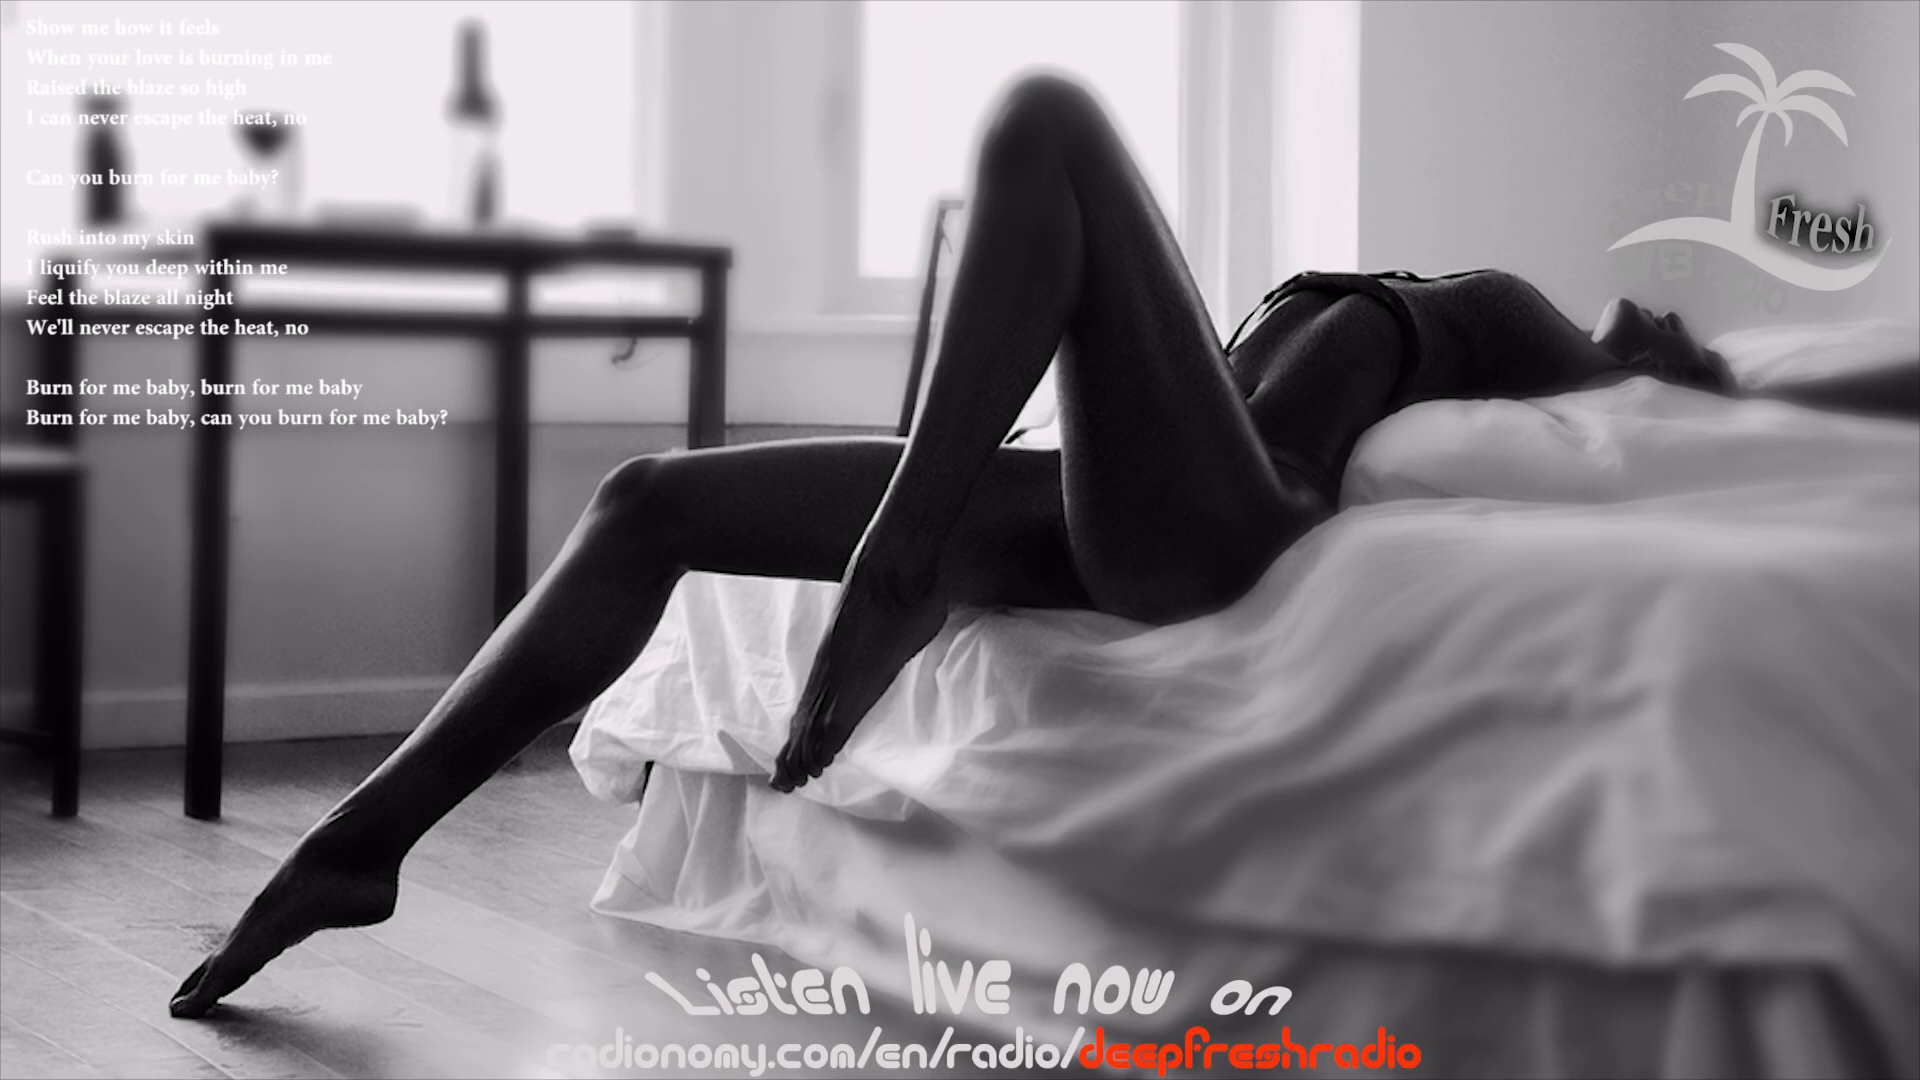 Show me how it feels
When your love is burning in me
Raised the blaze so high
I can never escape the heat, no
Can you burn for me baby?
Rush into my skin
I liquify you deep within me
Feel the blaze all night
We'll never escape the heat, no
Burn for me baby, burn for me baby
Burn for me baby, can you burn for me baby?
Fresh
Listen live now on
radionomy.com/en/radio/deepfreshradio